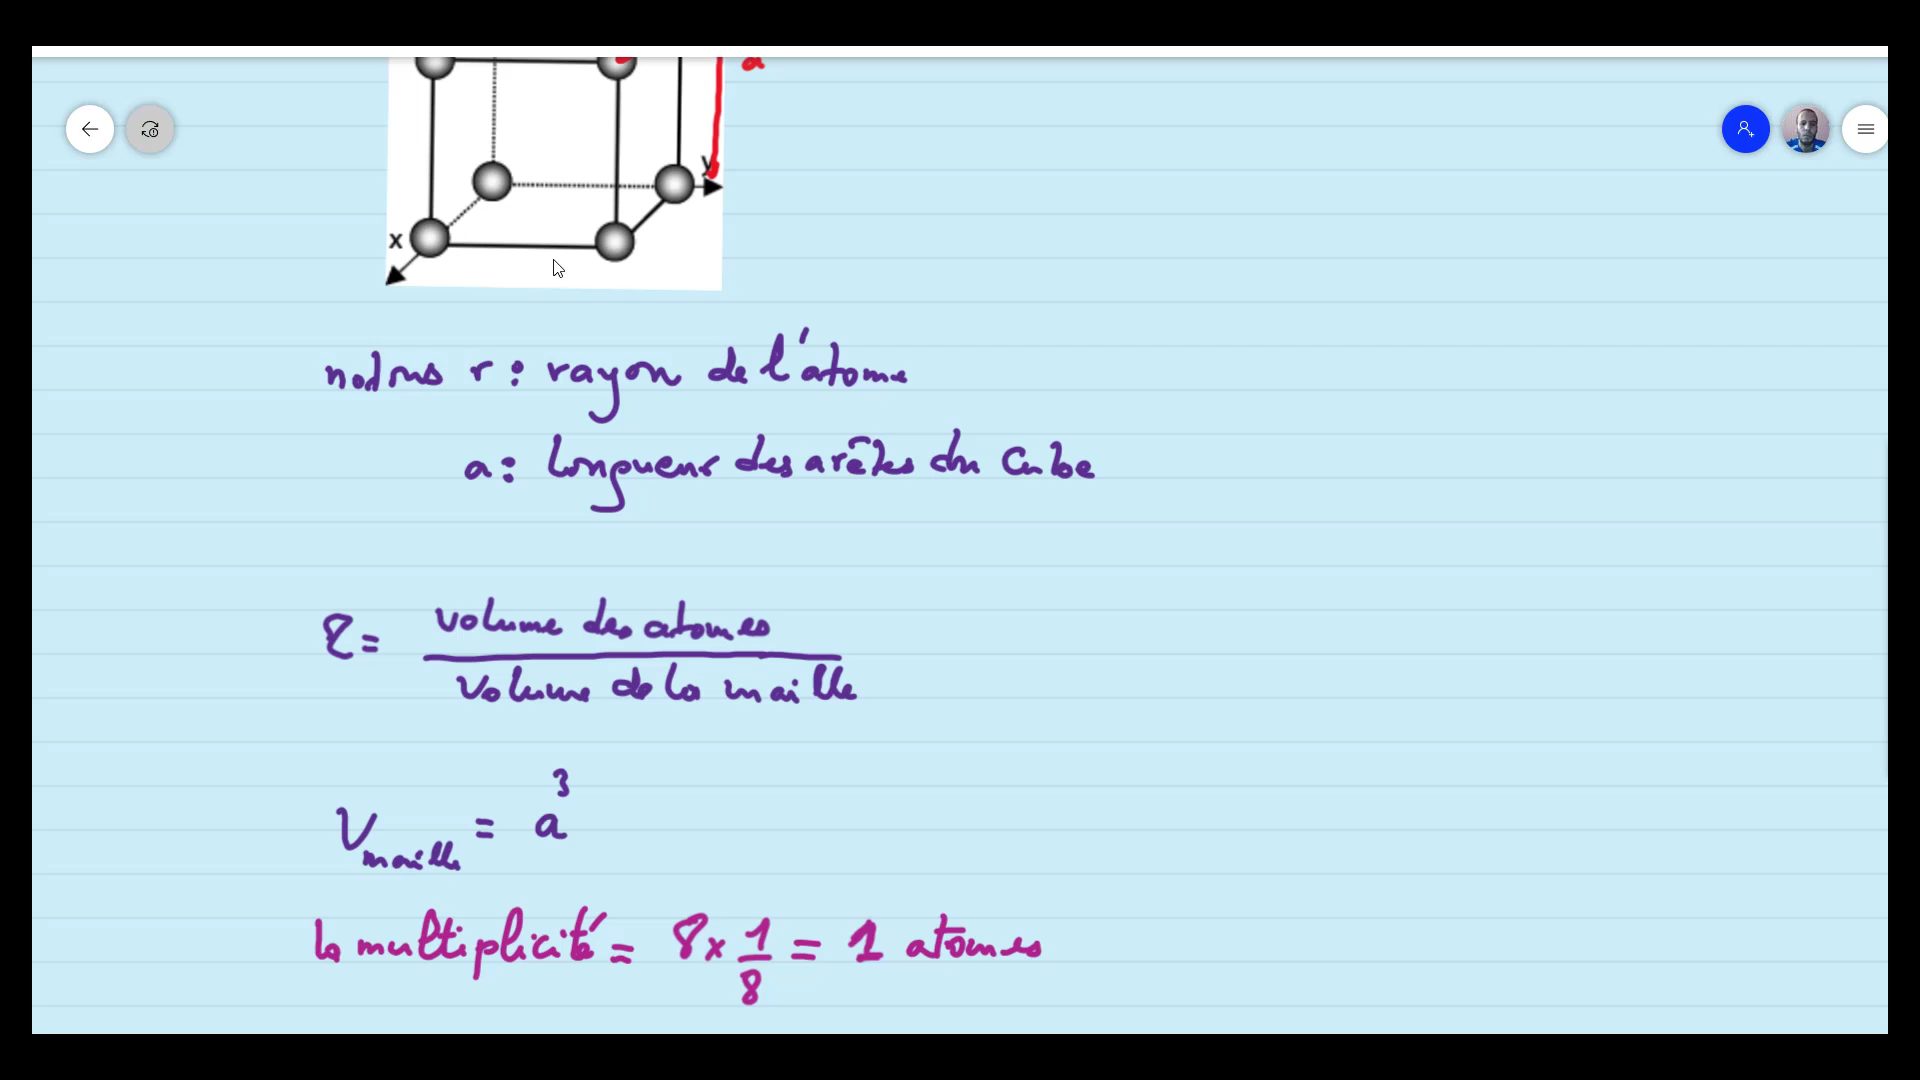 a
y
x
notons r : rayon de l'atome
a : longueur des arêtes du Cube
τ = volume des atomes / volume de la maille
V maille = a³
la multiplicité = 8 x 1/8 = 1 atomes